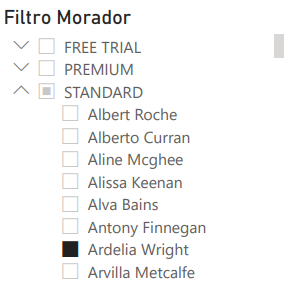 Filtro Morador
FREE TRIAL
PREMIUM
STANDARD
Albert Roche
Alberto Curran
Aline Mcghee
Alissa Keenan
Alva Bains
Antony Finnegan
Ardelia Wright
Arvilla Metcalfe